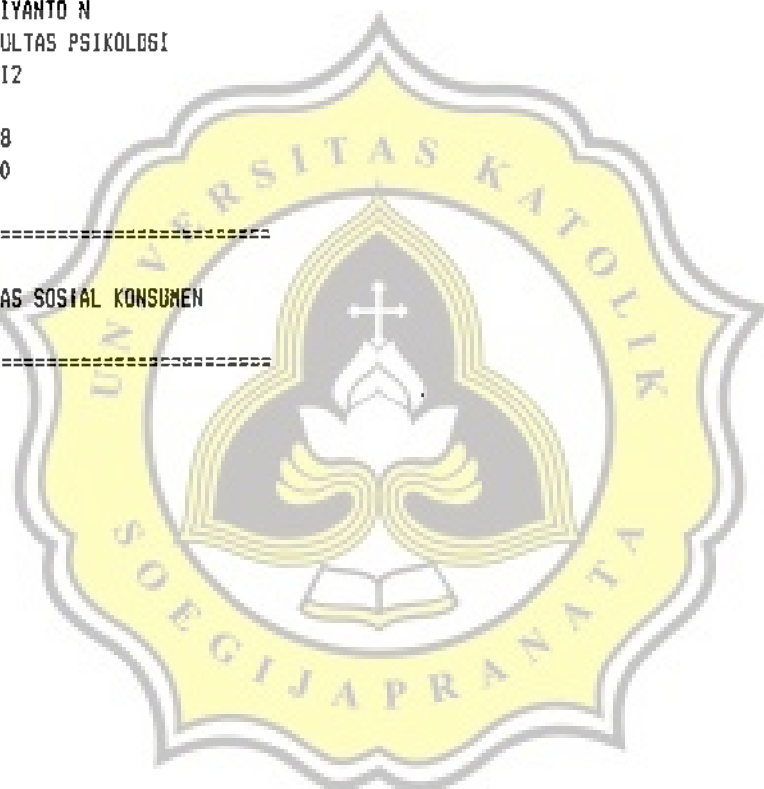 IYANTO N
ULTAS PSIKOLOGI
I2
8
0
=========================
AS SOSIAL KONSUMEN
=========================
UNIVERSITAS KATOLIK
SOEGIJAPRANATA